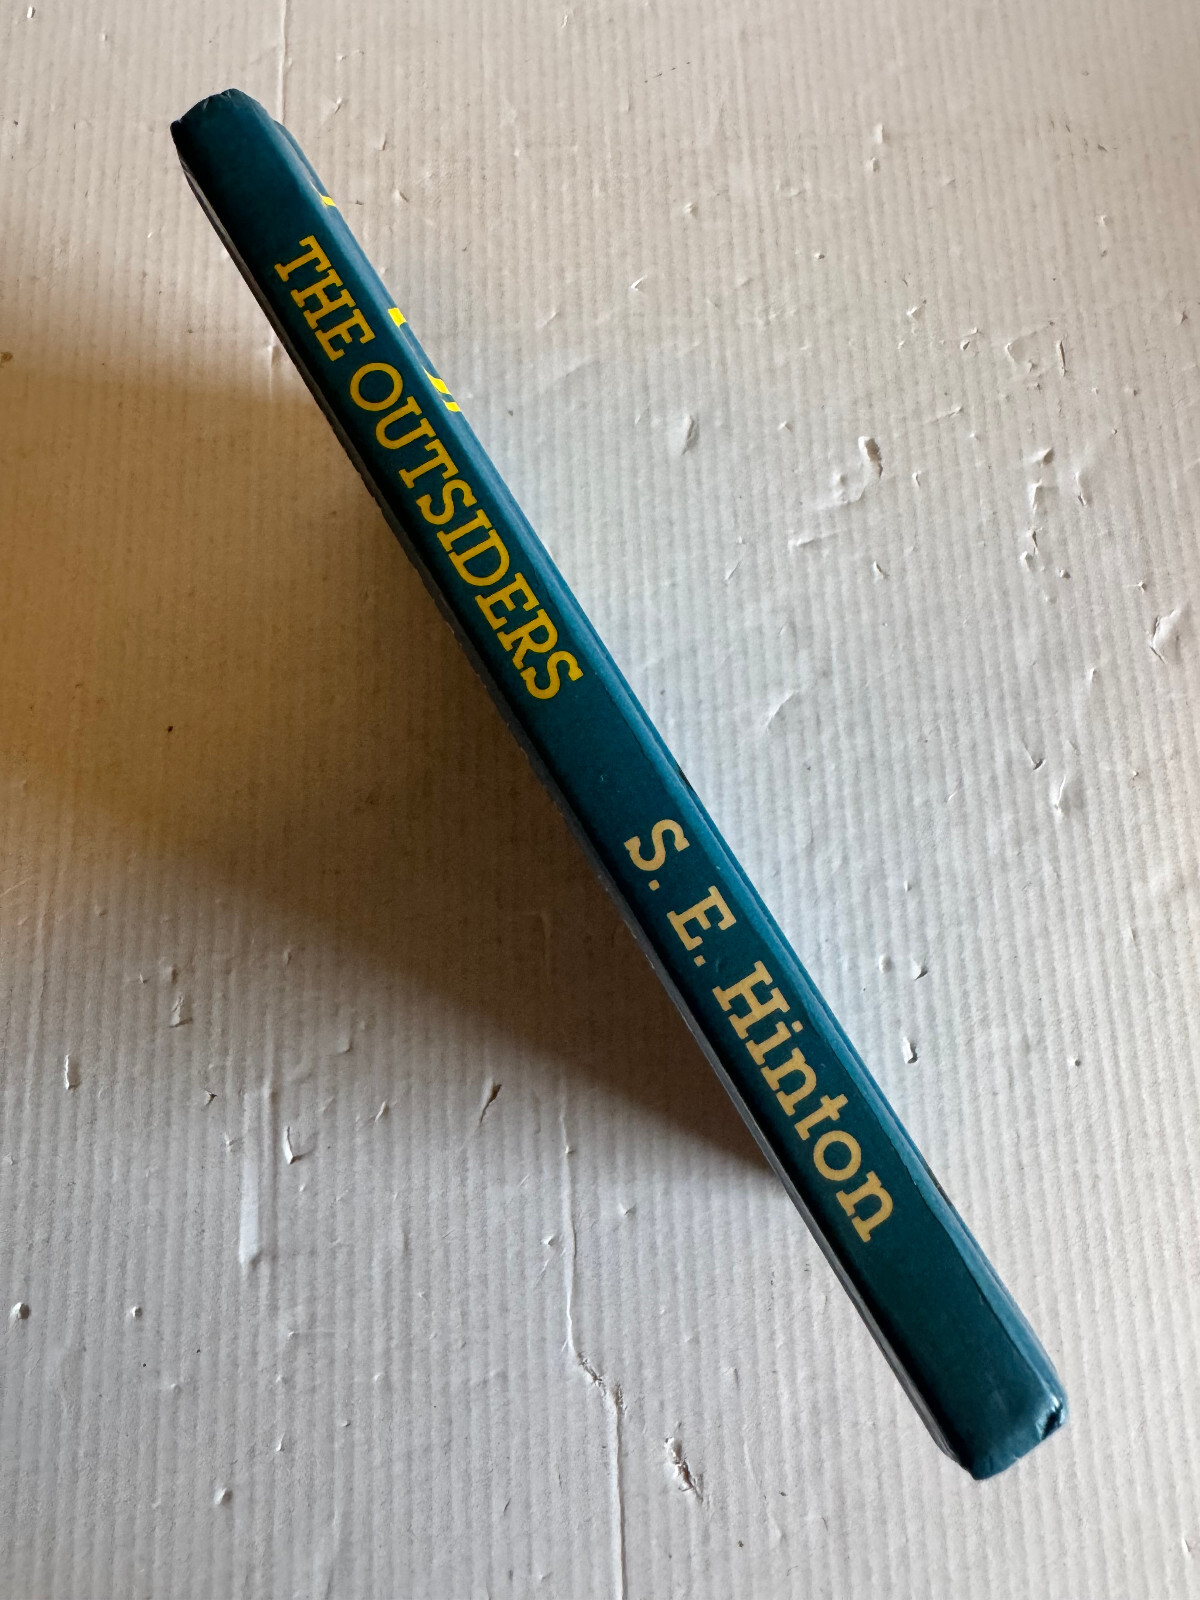 THE OUTSIDERS
S. E. Hinton